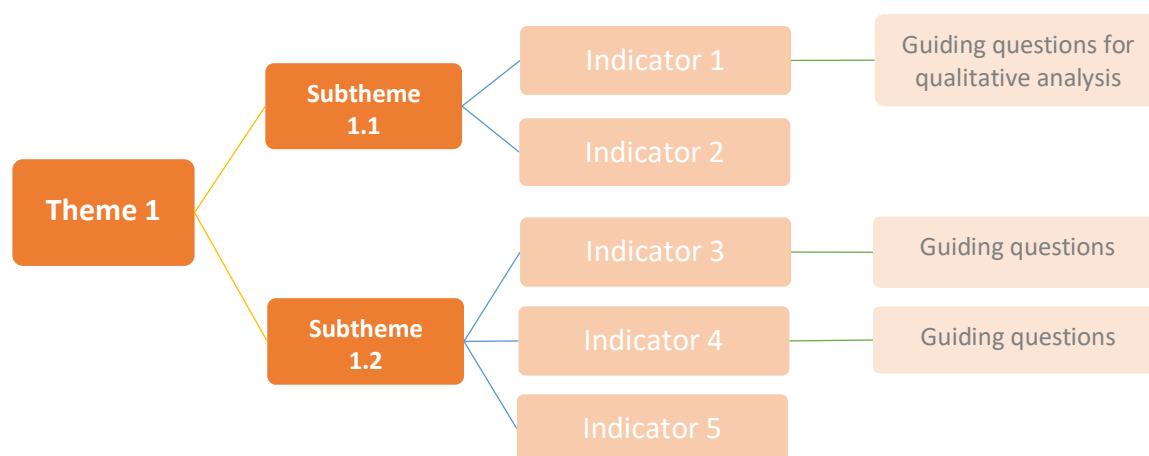 Theme 1
Subtheme
1.1
Indicator 1
Guiding questions for
qualitative analysis
Indicator 2
Subtheme
1.2
Indicator 3
Guiding questions
Indicator 4
Guiding questions
Indicator 5